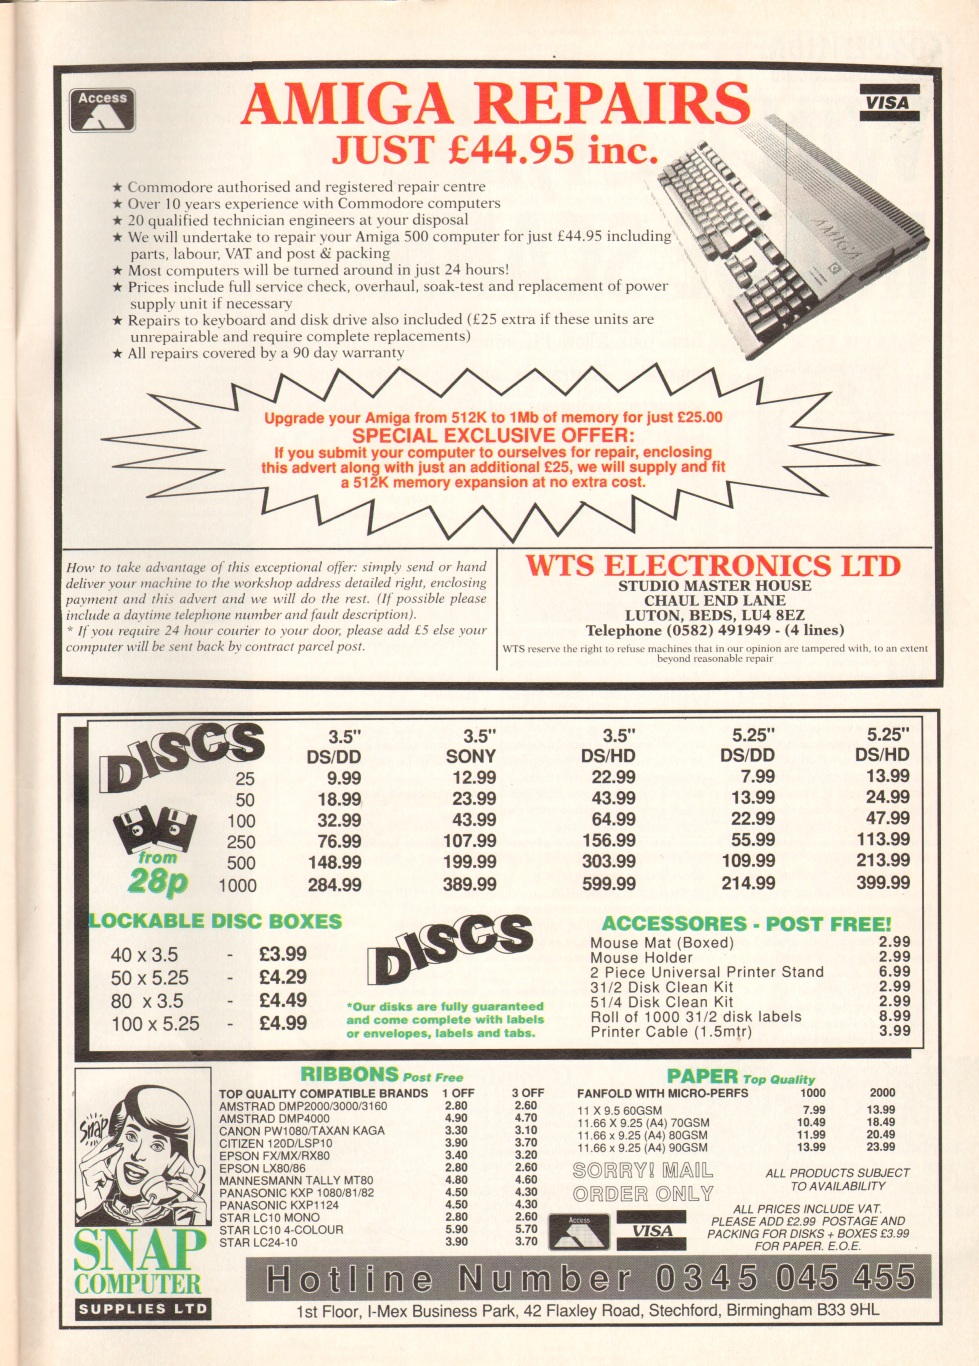 Access
AMIGA REPAIRS
VISA
JUST £44.95 inc.
★ Commodore authorised and registered repair centre
★ Over 10 years experience with Commodore computers
★ 20 qualified technician engineers at your disposal
★ We will undertake to repair your Amiga 500 computer for just £44.95 including
parts, labour, VAT and post & packing
★ Most computers will be turned around in just 24 hours!
★ Prices include full service check, overhaul, soak-test and replacement of power
supply unit if necessary
★ Repairs to keyboard and disk drive also included (£25 extra if these units are
unrepairable and require complete replacements)
★ All repairs covered by a 90 day warranty
AMIGA
Upgrade your Amiga from 512K to 1Mb of memory for just £25.00
SPECIAL EXCLUSIVE OFFER:
If you submit your computer to ourselves for repair, enclosing
this advert along with just an additional £25, we will supply and fit
a 512K memory expansion at no extra cost.
How to take advantage of this exceptional offer: simply send or hand
deliver your machine to the workshop address detailed right, enclosing
payment and this advert and we will do the rest. (If possible please
include a daytime telephone number and fault description).
* If you require 24 hour courier to your door, please add £5 else your
computer will be sent back by contract parcel post.
WTS ELECTRONICS LTD
STUDIO MASTER HOUSE
CHAUL END LANE
LUTON, BEDS, LU4 8EZ
Telephone (0582) 491949 - (4 lines)
WTS reserve the right to refuse machines that in our opinion are tampered with, to an extent
beyond reasonable repair
DISCS
3.5" 3.5" 3.5" 5.25" 5.25"
DS/DD SONY DS/HD DS/DD DS/HD
25 9.99 12.99 22.99 7.99 13.99
50 18.99 23.99 43.99 13.99 24.99
100 32.99 43.99 64.99 22.99 47.99
250 76.99 107.99 156.99 55.99 113.99
500 148.99 199.99 303.99 109.99 213.99
1000 284.99 389.99 599.99 214.99 399.99
from
28p
LOCKABLE DISC BOXES
40 x 3.5 - £3.99
50 x 5.25 - £4.29
80 x 3.5 - £4.49
100 x 5.25 - £4.99
DISCS
*Our disks are fully guaranteed
and come complete with labels
or envelopes, labels and tabs.
ACCESSORES - POST FREE!
Mouse Mat (Boxed) 2.99
Mouse Holder 2.99
2 Piece Universal Printer Stand 6.99
31/2 Disk Clean Kit 2.99
51/4 Disk Clean Kit 2.99
Roll of 1000 31/2 disk labels 8.99
Printer Cable (1.5mtr) 3.99
Snap
SNAP
COMPUTER
SUPPLIES LTD
RIBBONS Post Free
TOP QUALITY COMPATIBLE BRANDS 1 OFF 3 OFF
AMSTRAD DMP2000/3000/3160 2.80 2.60
AMSTRAD DMP4000 4.90 4.70
CANON PW1080/TAXAN KAGA 3.30 3.10
CITIZEN 120D/LSP10 3.90 3.70
EPSON FX/MX/RX80 3.40 3.20
EPSON LX80/86 2.80 2.60
MANNESMANN TALLY MT80 4.80 4.60
PANASONIC KXP 1080/81/82 4.50 4.30
PANASONIC KXP1124 4.50 4.30
STAR LC10 MONO 2.80 2.60
STAR LC10 4-COLOUR 5.90 5.70
STAR LC24-10 3.90 3.70
PAPER Top Quality
FANFOLD WITH MICRO-PERFS 1000 2000
11 X 9.5 60GSM 7.99 13.99
11.66 X 9.25 (A4) 70GSM 10.49 18.49
11.66 x 9.25 (A4) 80GSM 11.99 20.49
11.66 x 9.25 (A4) 90GSM 13.99 23.99
SORRY! MAIL
ORDER ONLY
ALL PRODUCTS SUBJECT
TO AVAILABILITY
Access
VISA
ALL PRICES INCLUDE VAT.
PLEASE ADD £2.99 POSTAGE AND
PACKING FOR DISKS + BOXES £3.99
FOR PAPER. E.O.E.
Hotline Number 0345 045 455
1st Floor, I-Mex Business Park, 42 Flaxley Road, Stechford, Birmingham B33 9HL